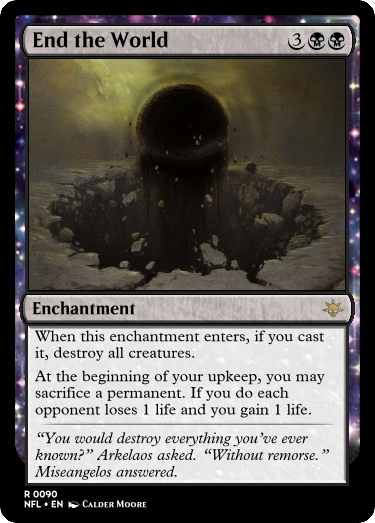 End the World 3
Enchantment
When this enchantment enters, if you cast
it, destroy all creatures.
At the beginning of your upkeep, you may
sacrifice a permanent. If you do each
opponent loses 1 life and you gain 1 life.
“You would destroy everything you’ve ever
known?” Arkelaos asked. “Without remorse.”
Miseangelos answered.
R 0090
NFL • EN Calder Moore